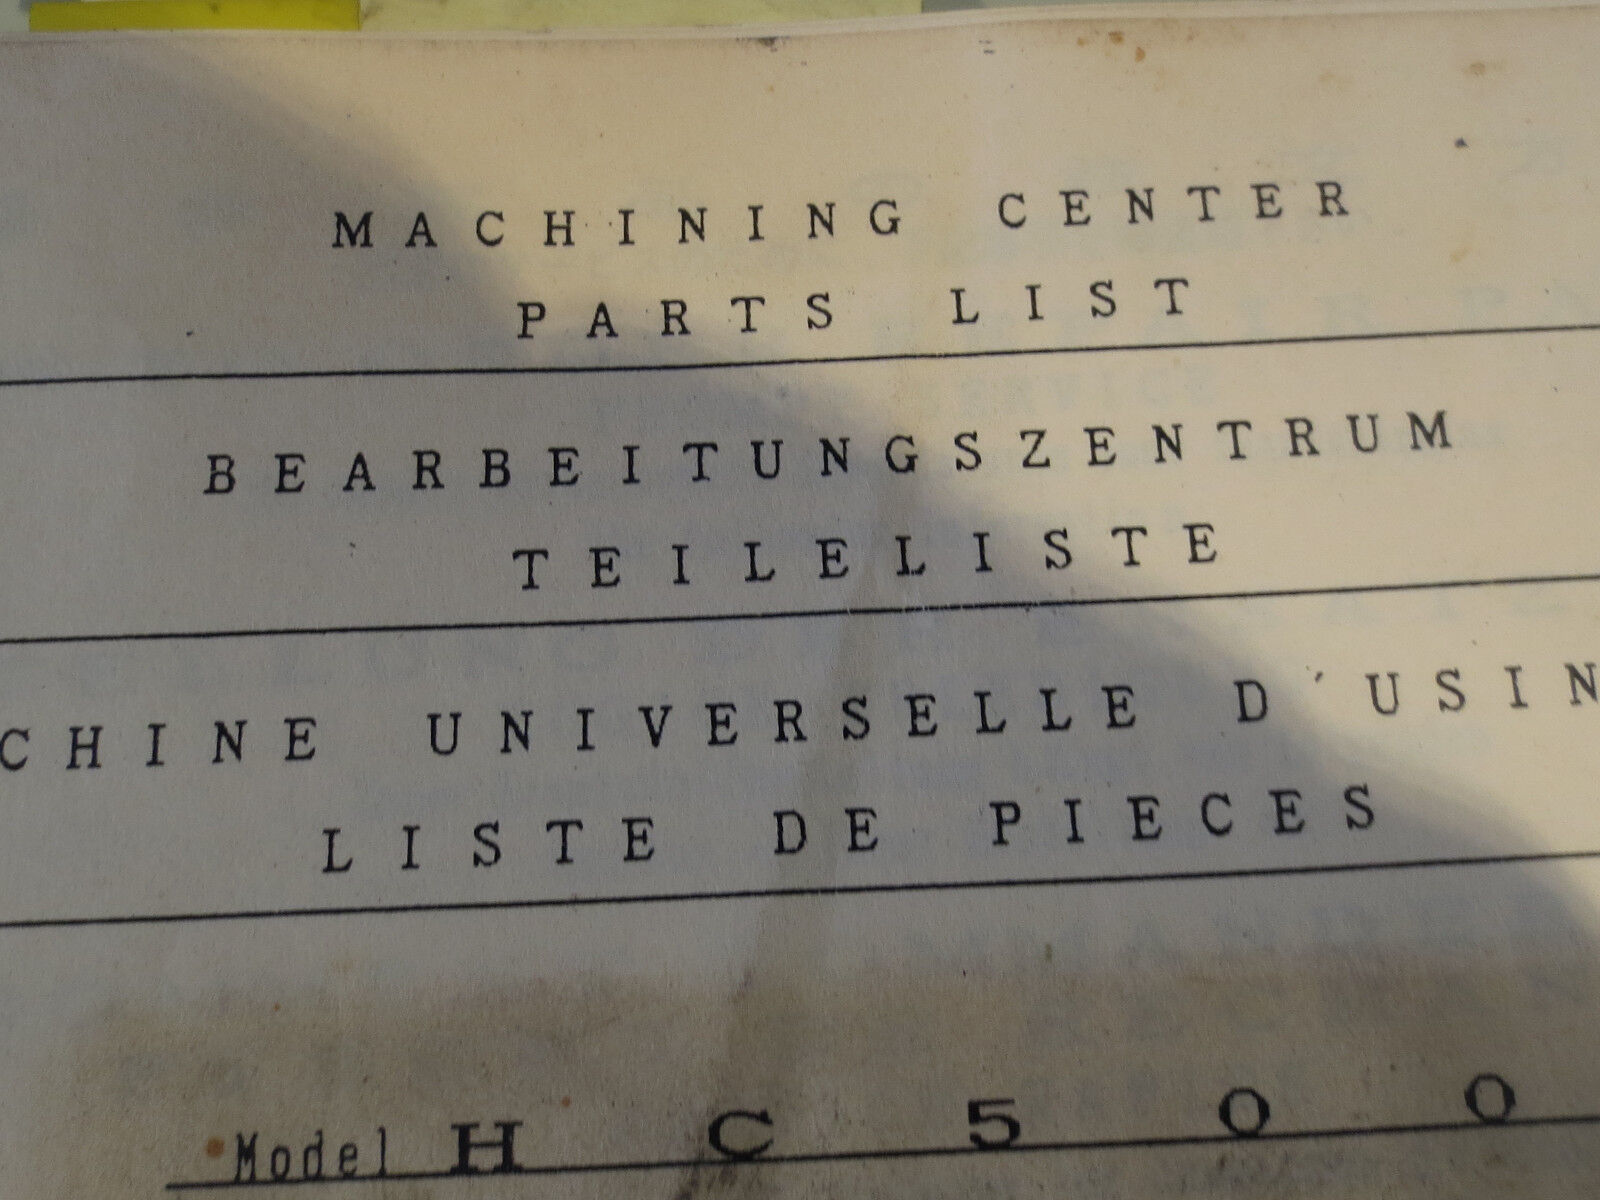 MACHINING CENTER
PARTS LIST
BEARBEITUNGSZENTRUM
TEILELISTE
CHINE UNIVERSELLE D'USIN
LISTE DE PIECES
Model HC500